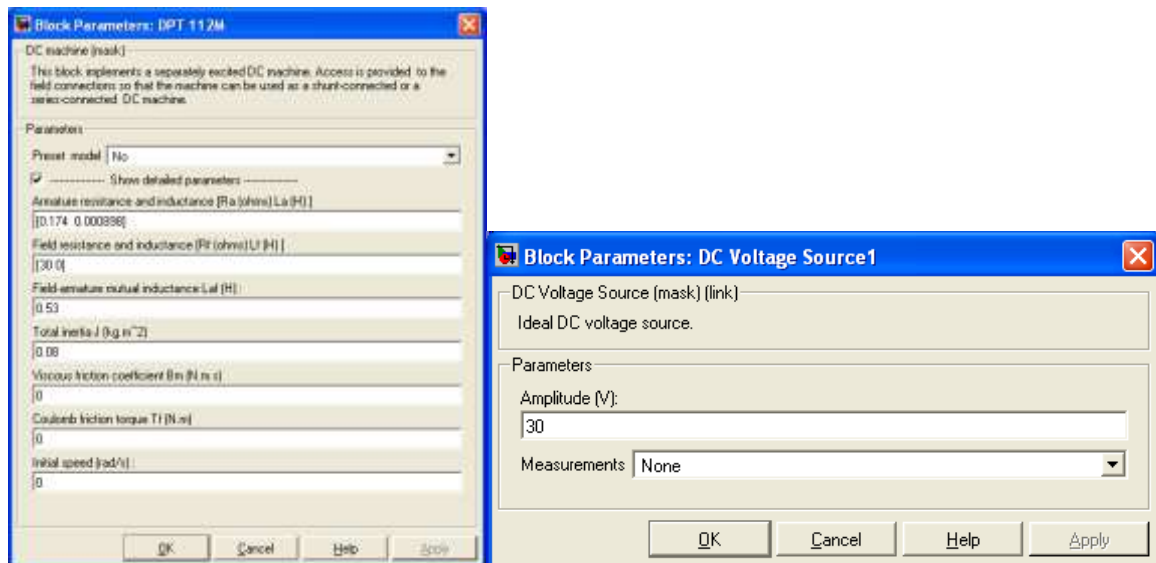 Block Parameters: DPT 112M
DC machine (mask)
This block implements a separately excited DC machine. Access is provided to the
field connections so that the machine can be used as a shunt-connected or a
series-connected DC machine.
Parameters
Preset model No
------------ Show detailed parameters ------------
Armature resistance and inductance [Ra (ohms) La (H) ]
[0.174 0.000898]
Field resistance and inductance [Rf (ohms) Lf (H) ]
[30 0]
Field-armature mutual inductance Laf (H) :
0.53
Total inertia J (kg.m^2)
0.08
Viscous friction coefficient Bm (N.m.s)
0
Coulomb friction torque Tf (N.m)
0
Initial speed (rad/s) :
0
OK Cancel Help Apply
Block Parameters: DC Voltage Source1
DC Voltage Source (mask) (link)
Ideal DC voltage source.
Parameters
Amplitude (V):
30
Measurements None
OK Cancel Help Apply